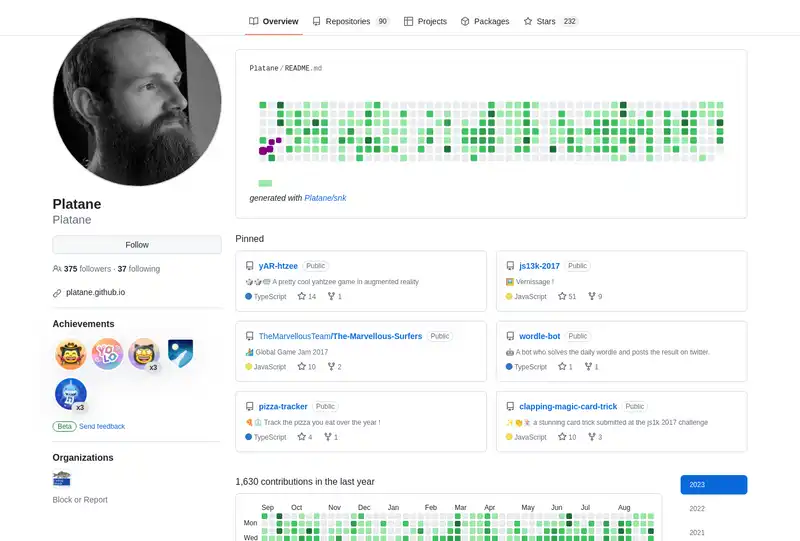 Overview
Repositories 90
Projects
Packages
Stars 232
Platane/README.md
generated with Platane/snk
Platane
Platane
Follow
375 followers · 37 following
platane.github.io
Achievements
YOLO
x3
x3
Beta Send feedback
Organizations
Block or Report
Pinned
yAR-htzee Public
A pretty cool yahtzee game in augmented reality
TypeScript 14 1
js13k-2017 Public
Vernissage !
JavaScript 51 9
TheMarvellousTeam/The-Marvellous-Surfers Public
Global Game Jam 2017
JavaScript 10 2
wordle-bot Public
A bot who solves the daily wordle and posts the result on twitter.
TypeScript 1 1
pizza-tracker Public
Track the pizza you eat over the year !
TypeScript 4 1
clapping-magic-card-trick Public
a stunning card trick submitted at the js1k 2017 challenge
JavaScript 10 3
1,630 contributions in the last year
Sep Oct Nov Dec Jan Feb Mar Apr May Jun Jul Aug
Mon
Wed
2023
2022
2021